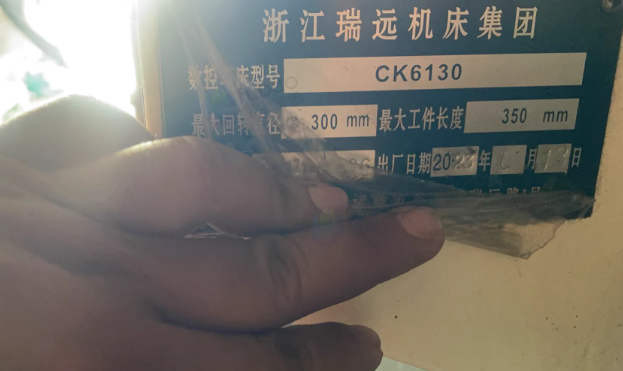 浙江瑞远机床集团
数控车床型号 CK6130
最大回转直径 300 mm 最大工件长度 350 mm
出厂日期 年 月 日